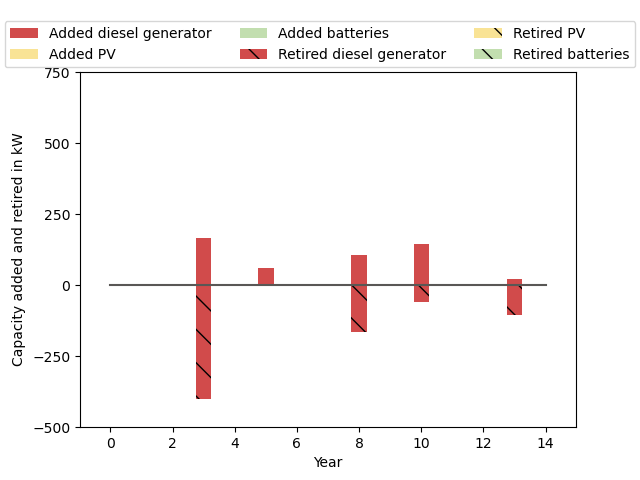 Added diesel generator
Added PV
Added batteries
Retired diesel generator
Retired PV
Retired batteries
Capacity added and retired in kW
750
500
250
0
−250
−500
0 2 4 6 8 10 12 14
Year